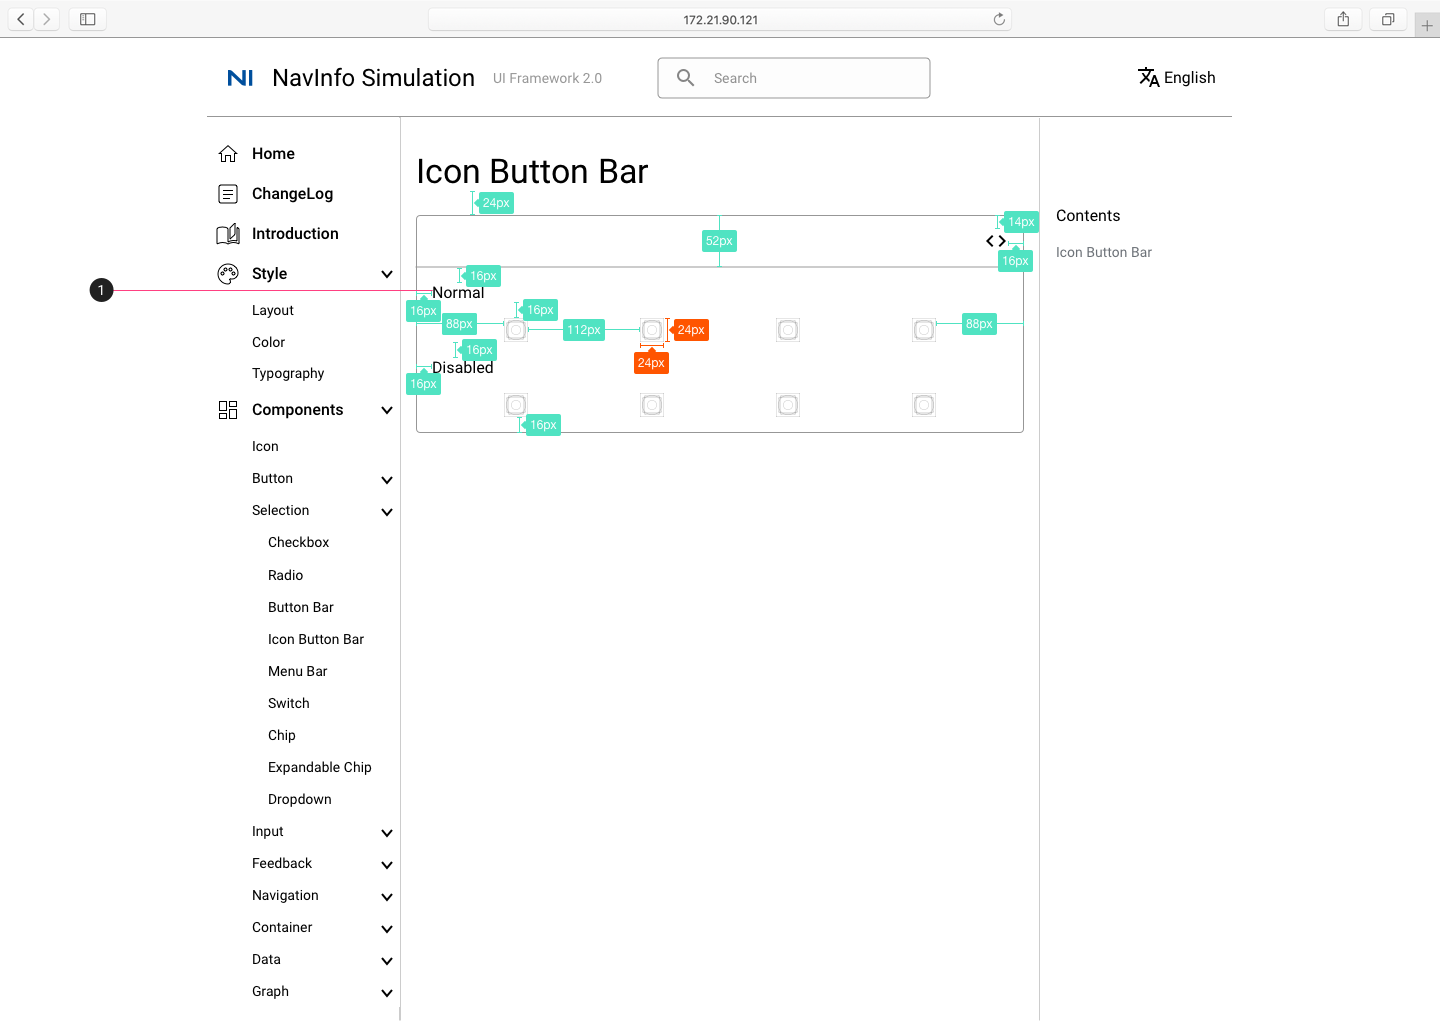 172.21.90.121
NI NavInfo Simulation UI Framework 2.0 Search English
Home
ChangeLog
Introduction
Style
Layout
Color
Typography
Components
Icon
Button
Selection
Checkbox
Radio
Button Bar
Icon Button Bar
Menu Bar
Switch
Chip
Expandable Chip
Dropdown
Input
Feedback
Navigation
Container
Data
Graph
1
Icon Button Bar
24px
14px
52px
16px
16px
Normal
16px
16px
88px
112px
24px
88px
16px
24px
Disabled
16px
16px
Contents
Icon Button Bar